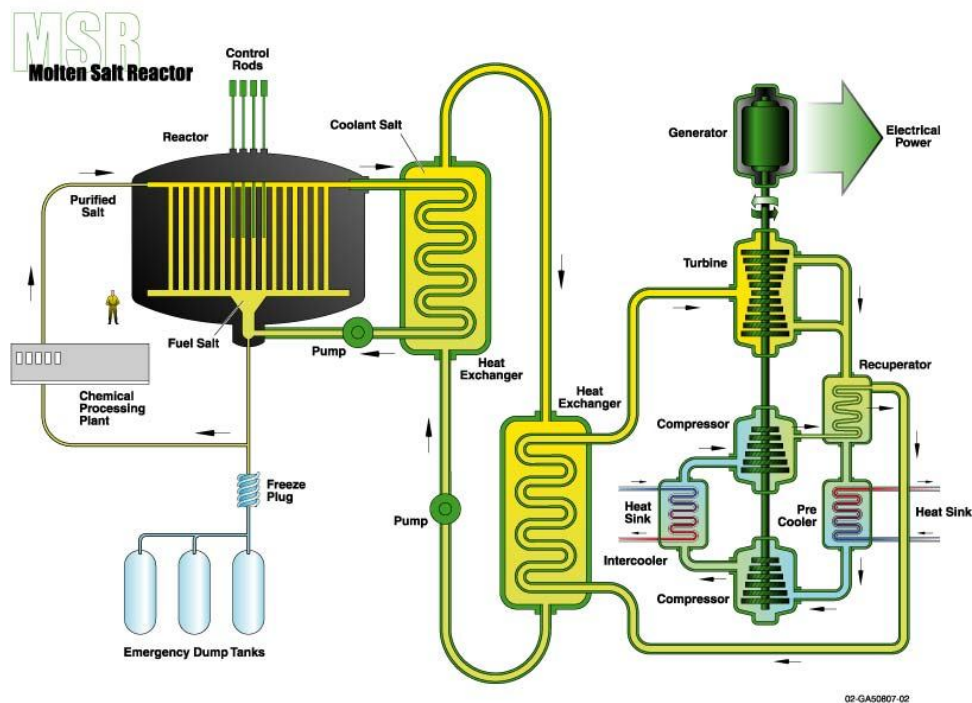 MSR
Molten Salt Reactor
Control
Rods
Reactor
Coolant Salt
Generator
Electrical
Power
Purified
Salt
Turbine
Fuel Salt
Pump
Heat
Exchanger
Recuperator
Chemical
Processing
Plant
Heat
Exchanger
Compressor
Freeze
Plug
Pump
Heat
Sink
Pre
Cooler
Heat
Sink
Intercooler
Compressor
Emergency Dump Tanks
02-GA50807-02